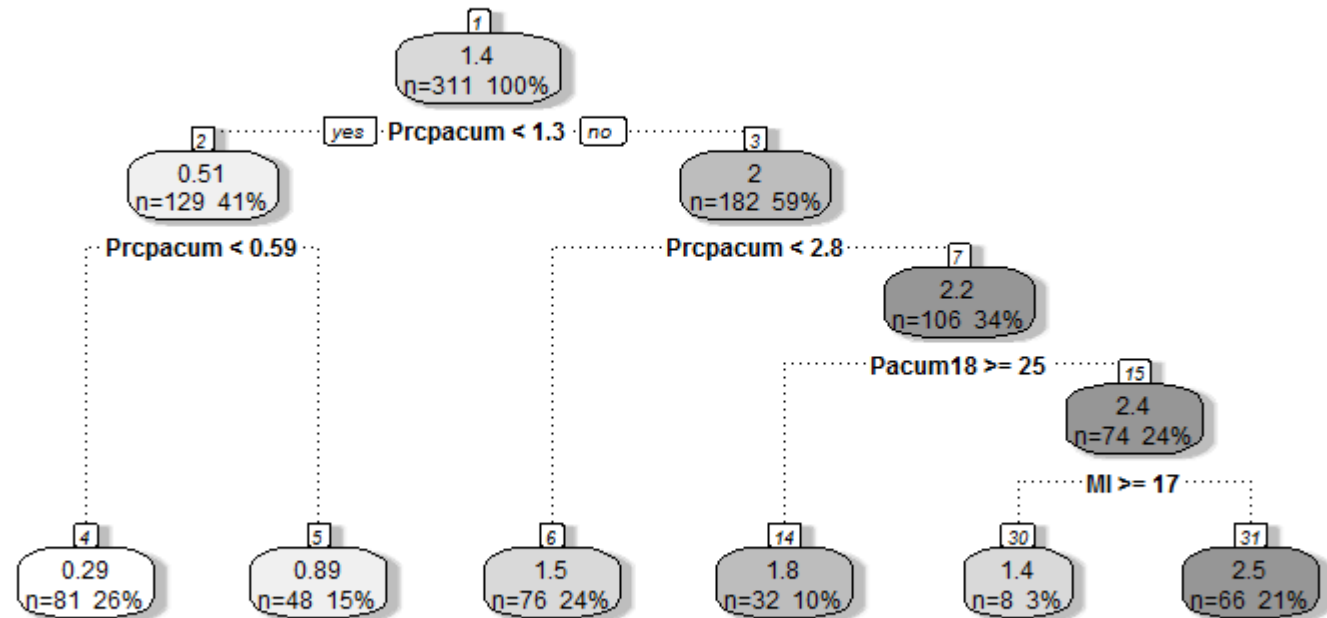 1
1.4
n=311 100%
yes Prcpacum < 1.3 no
2
0.51
n=129 41%
3
2
n=182 59%
Prcpacum < 0.59
Prcpacum < 2.8
7
2.2
n=106 34%
Pacum18 >= 25
15
2.4
n=74 24%
MI >= 17
4
0.29
n=81 26%
5
0.89
n=48 15%
6
1.5
n=76 24%
14
1.8
n=32 10%
30
1.4
n=8 3%
31
2.5
n=66 21%